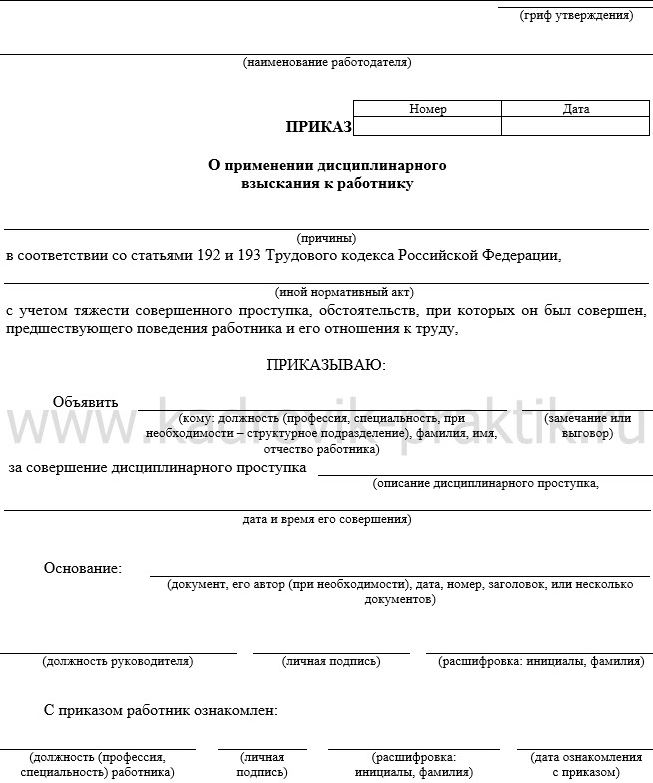 (гриф утверждения)
(наименование работодателя)
Номер Дата
ПРИКАЗ
О применении дисциплинарного
взыскания к работнику
(причины)
в соответствии со статьями 192 и 193 Трудового кодекса Российской Федерации,
(иной нормативный акт)
с учетом тяжести совершенного проступка, обстоятельств, при которых он был совершен,
предшествующего поведения работника и его отношения к труду,
ПРИКАЗЫВАЮ:
Объявить
www.kadrovik-praktik.ru
(кому: должность (профессия, специальность, при
необходимости – структурное подразделение), фамилия, имя,
отчество работника)
(замечание или
выговор)
за совершение дисциплинарного проступка
(описание дисциплинарного проступка,
дата и время его совершения)
Основание:
(документ, его автор (при необходимости), дата, номер, заголовок, или несколько
документов)
(должность руководителя) (личная подпись) (расшифровка: инициалы, фамилия)
С приказом работник ознакомлен:
(должность (профессия,
специальность) работника)
(личная
подпись)
(расшифровка:
инициалы, фамилия)
(дата ознакомления
с приказом)